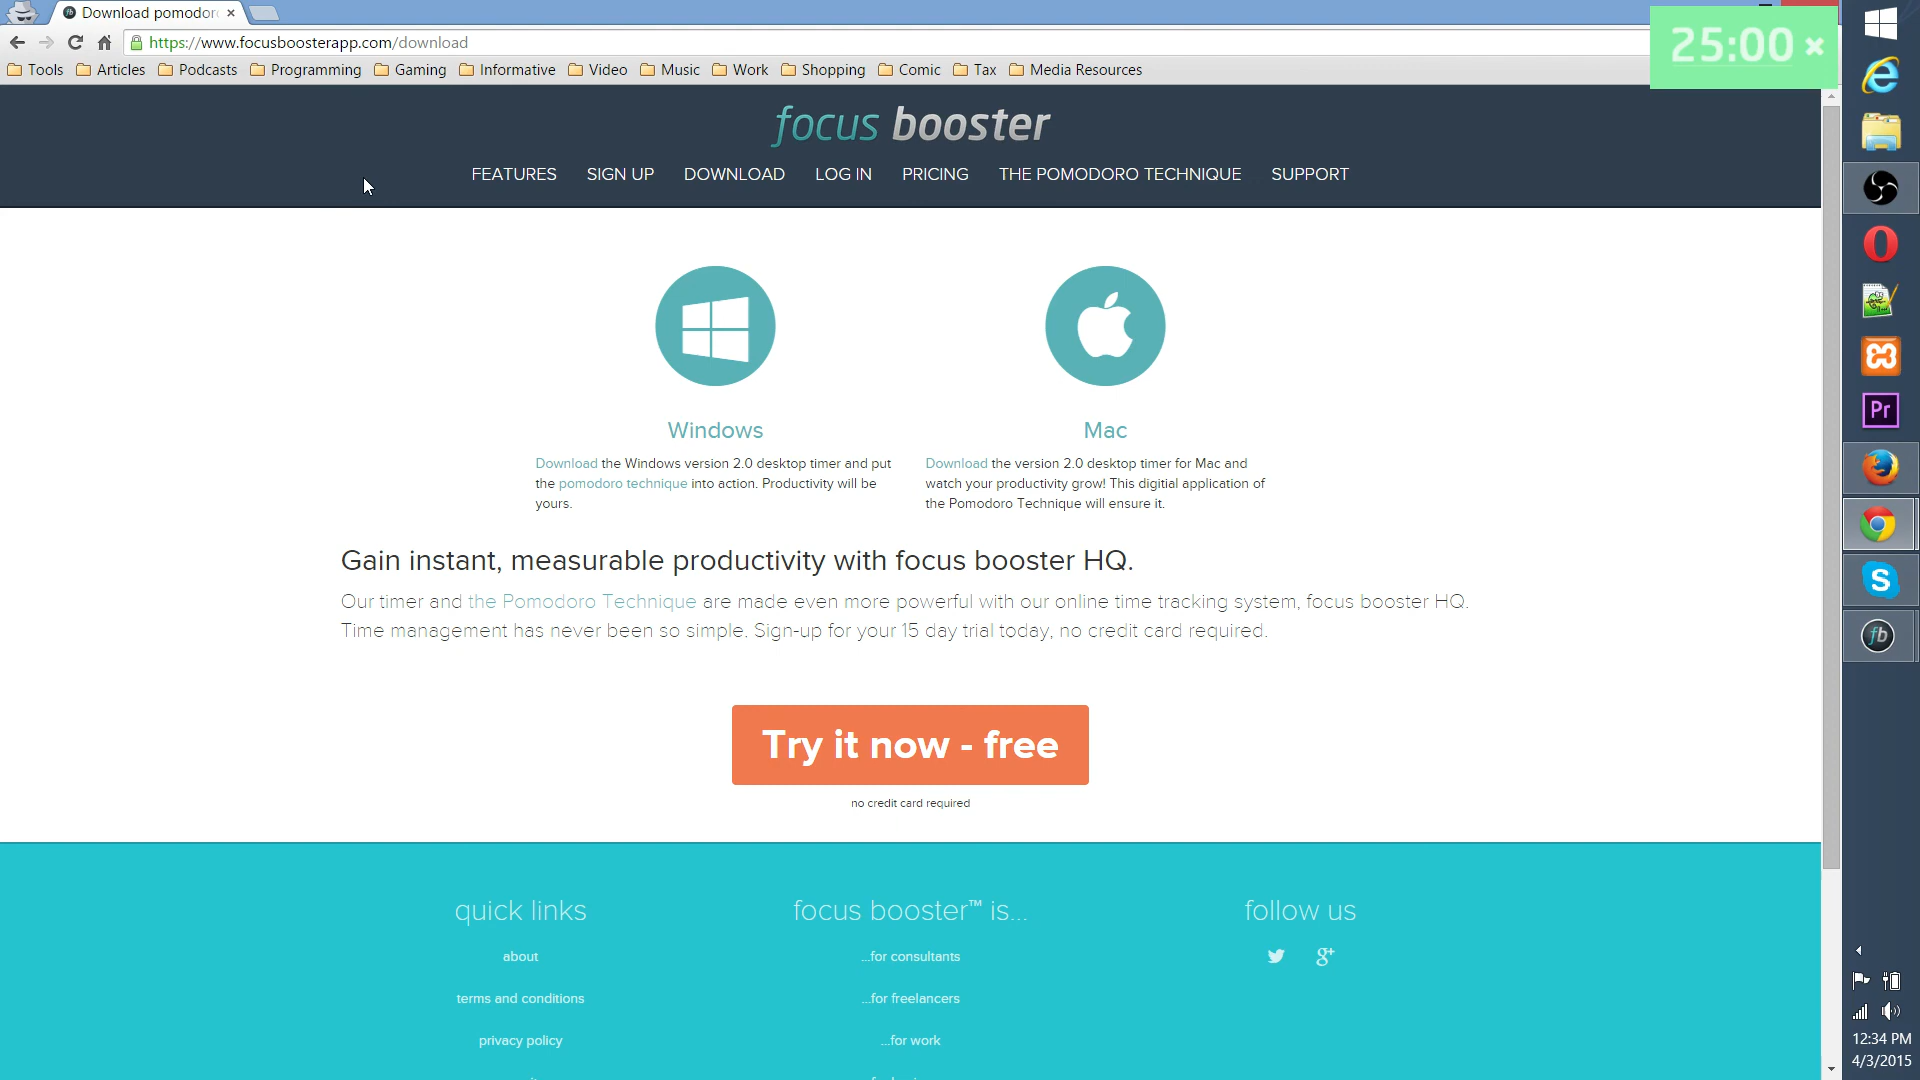 Download pomodor
https://www.focusboosterapp.com/download
25:00
Tools Articles Podcasts Programming Gaming Informative Video Music Work Shopping Comic Tax Media Resources
focus booster
FEATURES SIGN UP DOWNLOAD LOG IN PRICING THE POMODORO TECHNIQUE SUPPORT
Windows
Download the Windows version 2.0 desktop timer and put
the pomodoro technique into action. Productivity will be
yours.
Mac
Download the version 2.0 desktop timer for Mac and
watch your productivity grow! This digitial application of
the Pomodoro Technique will ensure it.
Gain instant, measurable productivity with focus booster HQ.
Our timer and the Pomodoro Technique are made even more powerful with our online time tracking system, focus booster HQ.
Time management has never been so simple. Sign-up for your 15 day trial today, no credit card required.
Try it now - free
no credit card required
quick links
about
terms and conditions
privacy policy
focus booster™ is...
...for consultants
...for freelancers
...for work
follow us
Pr
fb
12:34 PM
4/3/2015